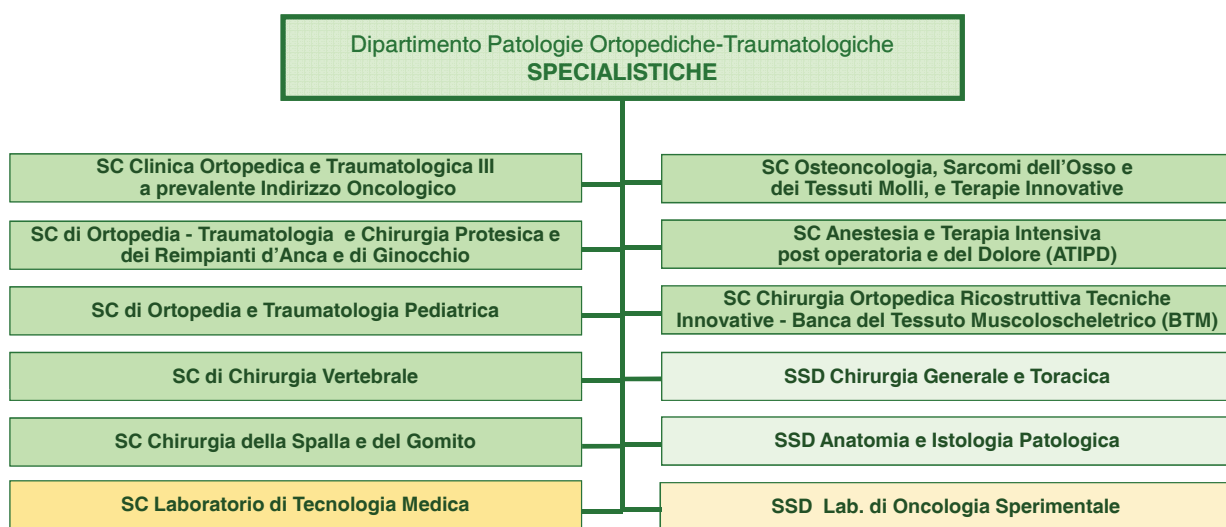 Dipartimento Patologie Ortopediche-Traumatologiche
SPECIALISTICHE
SC Clinica Ortopedica e Traumatologica III
a prevalente Indirizzo Oncologico
SC di Ortopedia - Traumatologia e Chirurgia Protesica e
dei Reimpianti d’Anca e di Ginocchio
SC di Ortopedia e Traumatologia Pediatrica
SC di Chirurgia Vertebrale
SC Chirurgia della Spalla e del Gomito
SC Laboratorio di Tecnologia Medica
SC Osteoncologia, Sarcomi dell’Osso e
dei Tessuti Molli, e Terapie Innovative
SC Anestesia e Terapia Intensiva
post operatoria e del Dolore (ATIPD)
SC Chirurgia Ortopedica Ricostruttiva Tecniche
Innovative - Banca del Tessuto Muscoloscheletrico (BTM)
SSD Chirurgia Generale e Toracica
SSD Anatomia e Istologia Patologica
SSD Lab. di Oncologia Sperimentale